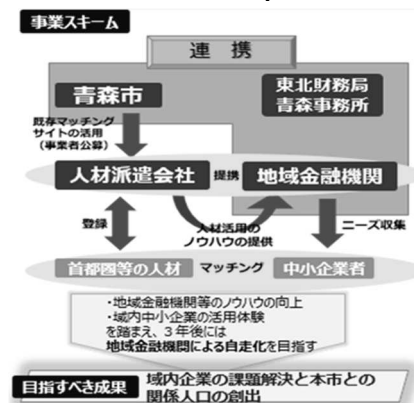 事業スキーム
連 携
青森市
東北財務局
青森事務所
既存マッチング
サイトの活用
（事業者公募）
人材派遣会社
提携
地域金融機関
登録
人材活用の
ノウハウの提供
ニーズ収集
首都圏等の人材
マッチング
中小企業者
・地域金融機関等のノウハウの向上
・域内中小企業の活用体験
を踏まえ、３年後には
地域金融機関による自走化を目指す
目指すべき成果
域内企業の課題解決と本市との
関係人口の創出